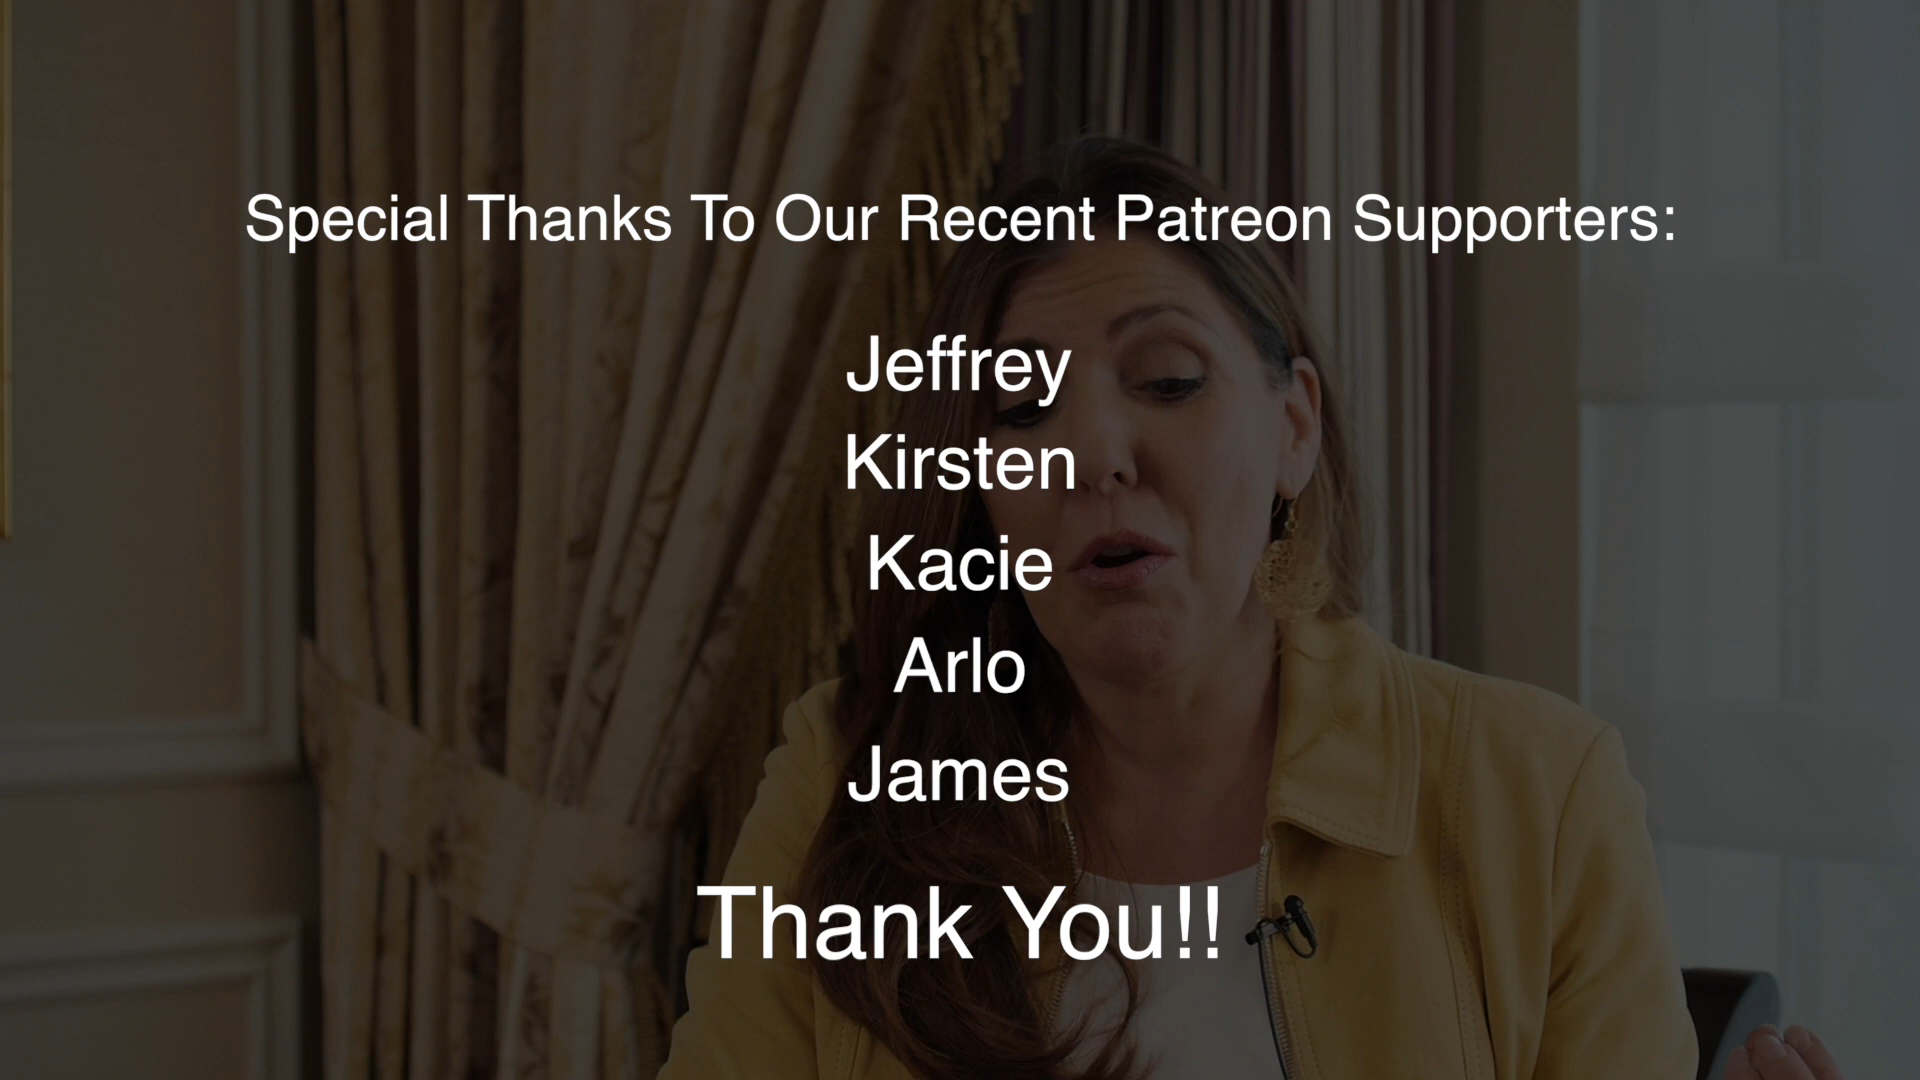 Special Thanks To Our Recent Patreon Supporters:
Jeffrey
Kirsten
Kacie
Arlo
James
Thank You!!